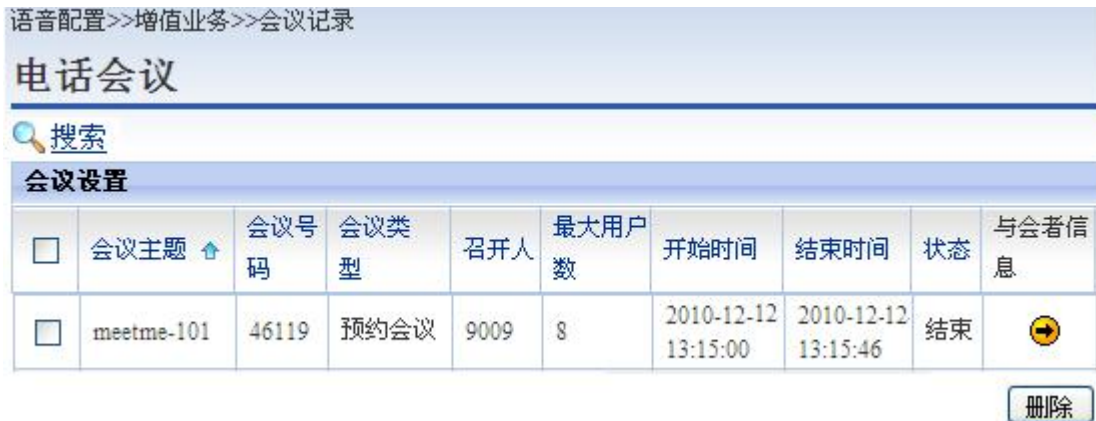 语音配置>>增值业务>>会议记录
电话会议
搜索
会议设置
会议主题 会议号码 会议类型 召开人 最大用户数 开始时间 结束时间 状态 与会者信息
meetme-101 46119 预约会议 9009 8 2010-12-12 13:15:00 2010-12-12 13:15:46 结束
删除